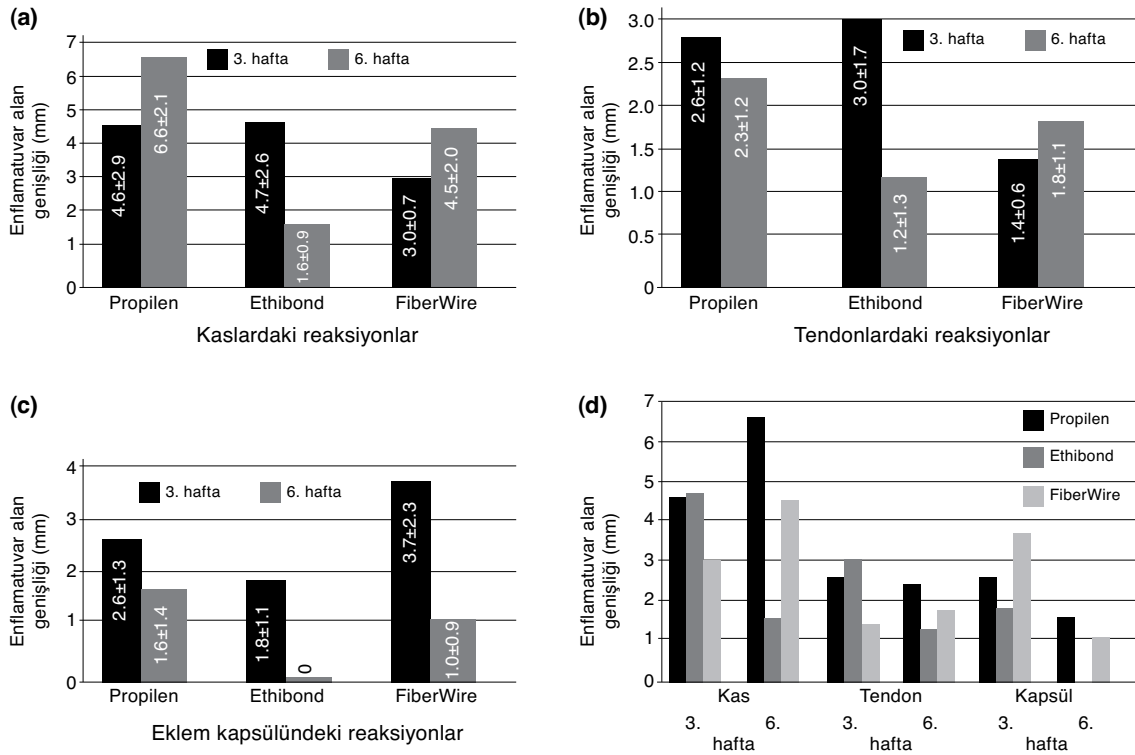 (a)
Enflamatuvar alan
genişliği (mm)
7
6
5
4
3
2
1
0
3. hafta
6. hafta
4.6±2.9
6.6±2.1
4.7±2.6
1.6±0.9
3.0±0.7
4.5±2.0
Propilen
Ethibond
FiberWire
Kaslardaki reaksiyonlar
(b)
Enflamatuvar alan
genişliği (mm)
3.0
2.5
2.0
1.5
1.0
0.5
0
3. hafta
6. hafta
2.6±1.2
2.3±1.2
3.0±1.7
1.2±1.3
1.4±0.6
1.8±1.1
Propilen
Ethibond
FiberWire
Tendonlardaki reaksiyonlar
(c)
Enflamatuvar alan
genişliği (mm)
4
3
2
1
0
3. hafta
6. hafta
2.6±1.3
1.6±1.4
1.8±1.1
0
3.7±2.3
1.0±0.9
Propilen
Ethibond
FiberWire
Eklem kapsülündeki reaksiyonlar
(d)
Enflamatuvar alan
genişliği (mm)
7
6
5
4
3
2
1
0
Propilen
Ethibond
FiberWire
Kas
Tendon
Kapsül
3. 6. 3. 6. 3. 6.
hafta hafta hafta